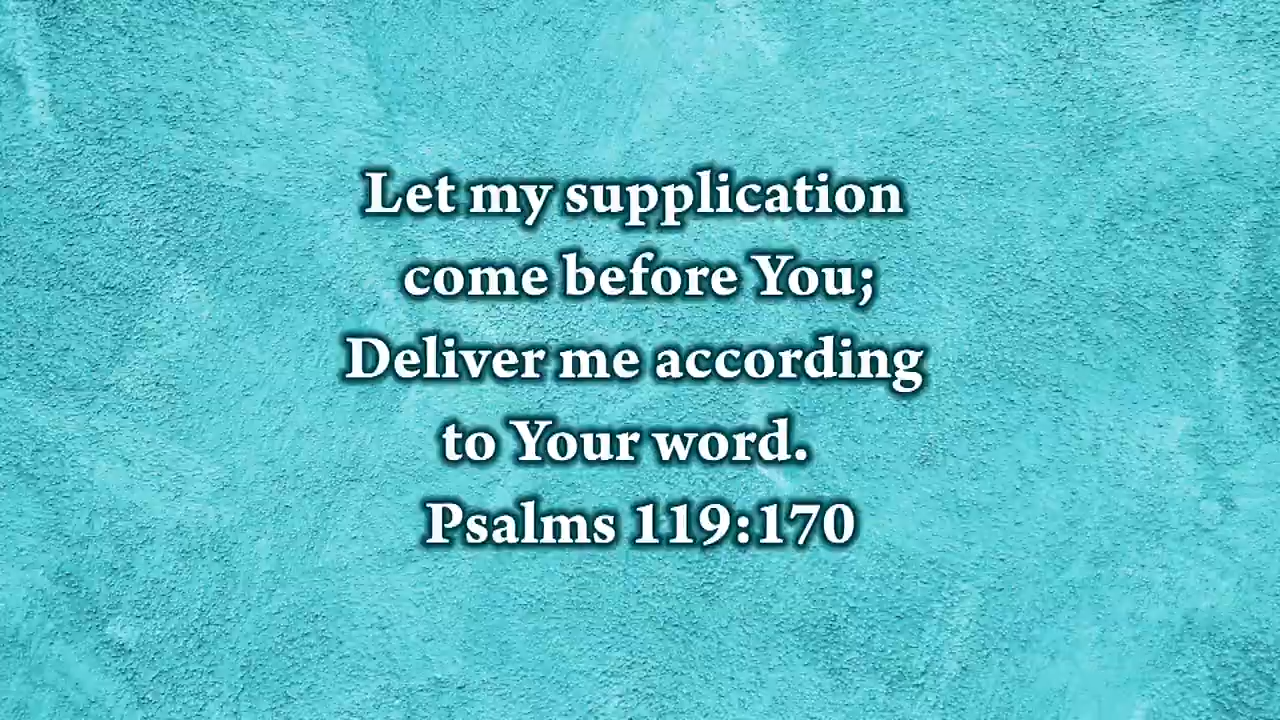 Let my supplication
come before You;
Deliver me according
to Your word.
Psalms 119:170